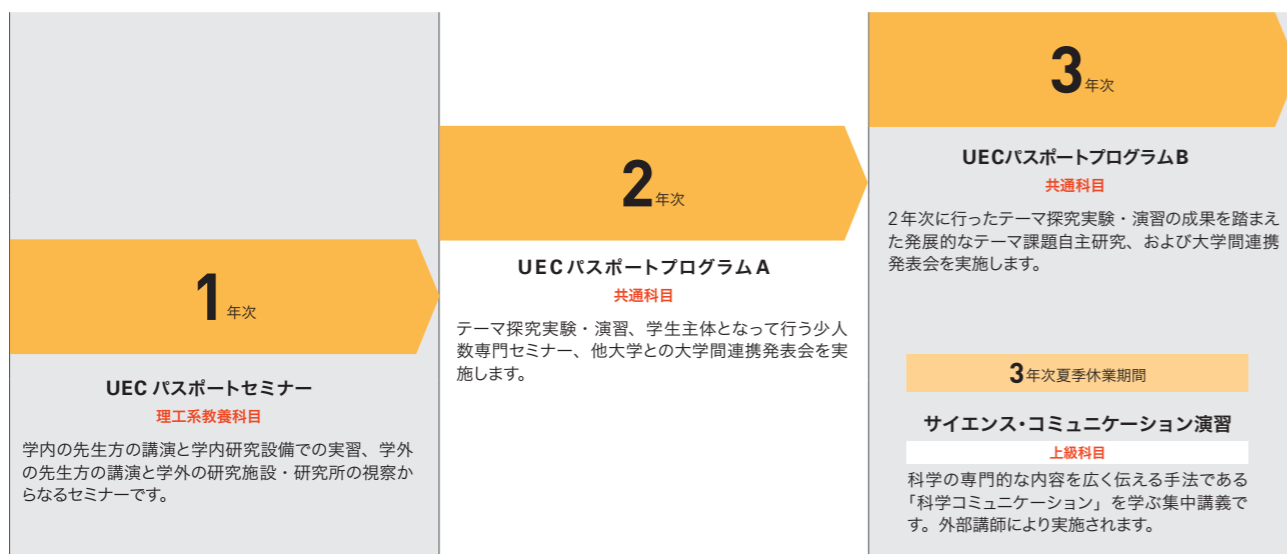 1年次
UEC パスポートセミナー
理工系教養科目
学内の先生方の講演と学内研究設備での実習、学外
の先生方の講演と学外の研究施設・研究所の視察か
らなるセミナーです。
2年次
UECパスポートプログラムA
共通科目
テーマ探究実験・演習、学生主体となって行う少人
数専門セミナー、他大学との大学間連携発表会を実
施します。
3年次
UECパスポートプログラムB
共通科目
2年次に行ったテーマ探究実験・演習の成果を踏まえ
た発展的なテーマ課題自主研究、および大学間連携
発表会を実施します。
3年次夏季休業期間
サイエンス・コミュニケーション演習
上級科目
科学の専門的な内容を広く伝える手法である
「科学コミュニケーション」を学ぶ集中講義で
す。外部講師により実施されます。